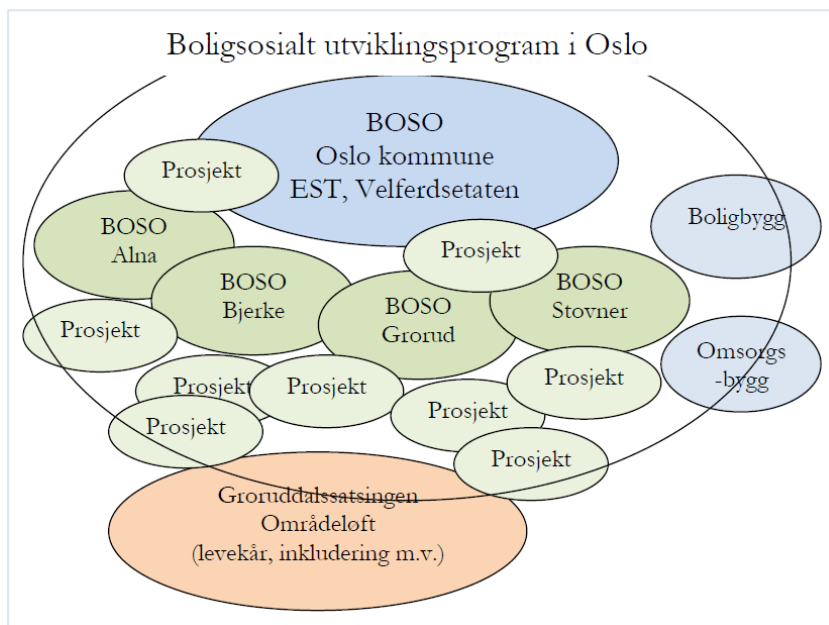 Boligsosialt utviklingsprogram i Oslo
BOSO
Oslo kommune
EST, Velferdsetaten
Prosjekt
BOSO
Alna
Boligbygg
Prosjekt
BOSO
Bjerke
BOSO
Grorud
BOSO
Stovner
Prosjekt
Omsorgs
-bygg
Prosjekt
Prosjekt
Prosjekt
Prosjekt
Prosjekt
Prosjekt
Groruddalssatsingen
Områdeløft
(levekår, inkludering m.v.)